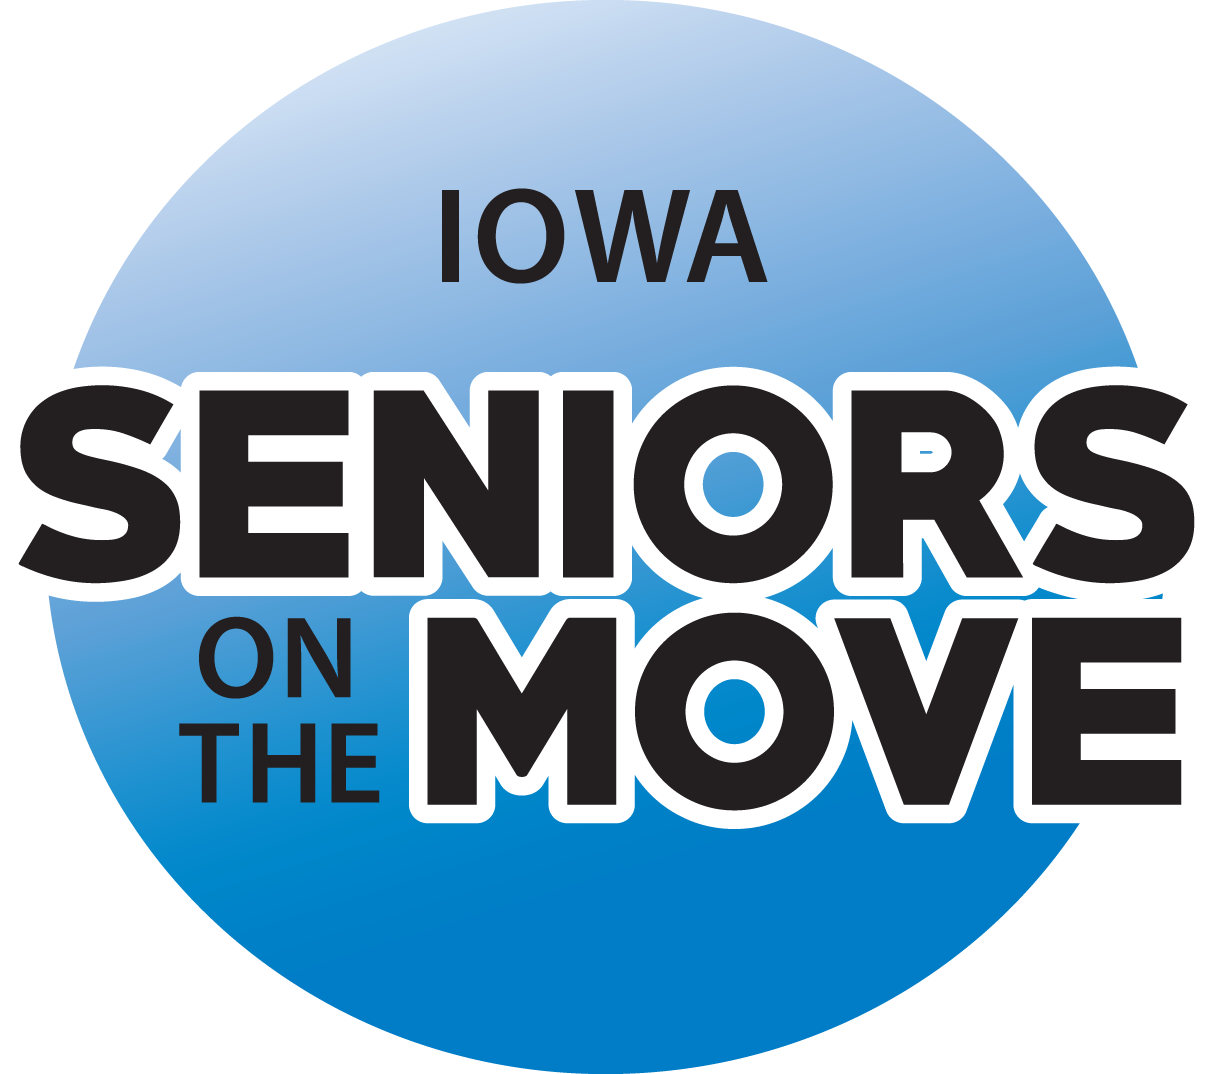 IOWA
SENIORS
ON
THE
MOVE